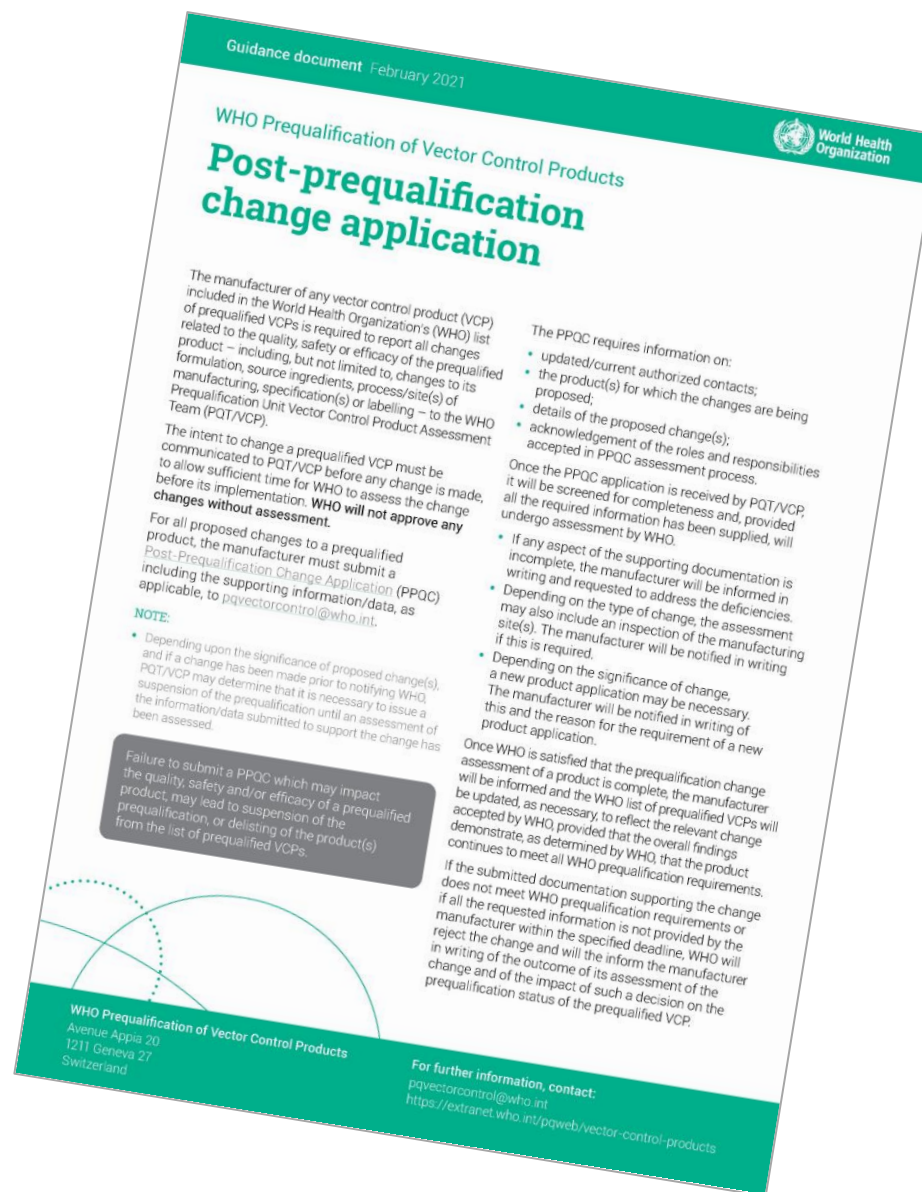 Guidance document February 2021
World Health
Organization
WHO Prequalification of Vector Control Products
Post-prequalification
change application
The manufacturer of any vector control product (VCP)
included in the World Health Organization's (WHO) list
of prequalified VCPs is required to report all changes
related to the quality, safety or efficacy of the prequalified
product – including, but not limited to, changes to its
formulation, source ingredients, process/site(s) of
manufacturing, specification(s) or labelling – to the WHO
Prequalification Unit Vector Control Product Assessment
Team (PQT/VCP).
The intent to change a prequalified VCP must be
communicated to PQT/VCP before any change is made,
to allow sufficient time for WHO to assess the change
before its implementation. WHO will not approve any
changes without assessment.
For all proposed changes to a prequalified
product, the manufacturer must submit a
Post-Prequalification Change Application (PPQC)
including the supporting information/data, as
applicable, to pqvectorcontrol@who.int.
NOTE:
• Depending upon the significance of proposed change(s),
and if a change has been made prior to notifying WHO,
PQT/VCP may determine that it is necessary to issue a
suspension of the prequalification until an assessment of
the information/data submitted to support the change has
been assessed.
Failure to submit a PPQC which may impact
the quality, safety and/or efficacy of a prequalified
product, may lead to suspension of the
prequalification, or delisting of the product(s)
from the list of prequalified VCPs.
The PPQC requires information on:
• updated/current authorized contacts;
• the product(s) for which the changes are being
proposed;
• details of the proposed change(s);
• acknowledgement of the roles and responsibilities
accepted in PPQC assessment process.
Once the PPQC application is received by PQT/VCP,
it will be screened for completeness and, provided
all the required information has been supplied, will
undergo assessment by WHO.
• If any aspect of the supporting documentation is
incomplete, the manufacturer will be informed in
writing and requested to address the deficiencies.
• Depending on the type of change, the assessment
may also include an inspection of the manufacturing
site(s). The manufacturer will be notified in writing
if this is required.
• Depending on the significance of change,
a new product application may be necessary.
The manufacturer will be notified in writing of
this and the reason for the requirement of a new
product application.
Once WHO is satisfied that the prequalification change
assessment of a product is complete, the manufacturer
will be informed and the WHO list of prequalified VCPs will
be updated, as necessary, to reflect the relevant change
accepted by WHO, provided that the overall findings
demonstrate, as determined by WHO, that the product
continues to meet all WHO prequalification requirements.
If the submitted documentation supporting the change
does not meet WHO prequalification requirements or
if all the requested information is not provided by the
manufacturer within the specified deadline, WHO will
reject the change and will the inform the manufacturer
in writing of the outcome of its assessment of the
change and of the impact of such a decision on the
prequalification status of the prequalified VCP.
WHO Prequalification of Vector Control Products
Avenue Appia 20
1211 Geneva 27
Switzerland
For further information, contact:
pqvectorcontrol@who.int
https://extranet.who.int/pqweb/vector-control-products